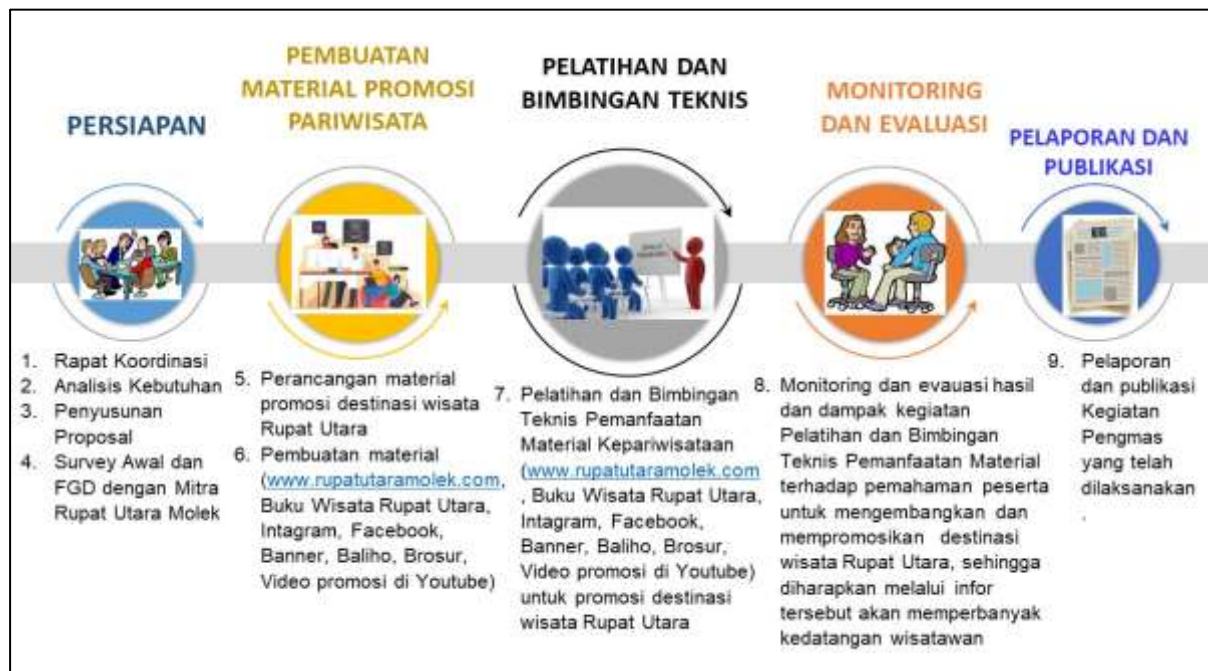 PERSIAPAN
PEMBUATAN
MATERIAL PROMOSI
PARIWISATA
PELATIHAN DAN
BIMBINGAN TEKNIS
MONITORING
DAN EVALUASI
PELAPORAN DAN
PUBLIKASI
1. Rapat Koordinasi
2. Analisis Kebutuhan
3. Penyusunan
Proposal
4. Survey Awal dan
FGD dengan Mitra
Rupat Utara Molek
5. Perancangan material
promosi destinasi wisata
Rupat Utara
6. Pembuatan material
(www.rupatutaramolek.com,
Buku Wisata Rupat Utara,
Intagram, Facebook,
Banner, Baliho, Brosur,
Video promosi di Youtube)
7. Pelatihan dan Bimbingan
Teknis Pemanfaatan
Material Kepariwisataan
(www.rupatutaramolek.com
, Buku Wisata Rupat Utara,
Intagram, Facebook,
Banner, Baliho, Brosur,
Video promosi di Youtube)
untuk promosi destinasi
wisata Rupat Utara
8. Monitoring dan evauasi hasil
dan dampak kegiatan
Pelatihan dan Bimbingan
Teknis Pemanfaatan Material
terhadap pemahaman peserta
untuk mengembangkan dan
mempromosikan destinasi
wisata Rupat Utara, sehingga
diharapkan melalui infor
tersebut akan memperbanyak
kedatangan wisatawan
9. Pelaporan
dan publikasi
Kegiatan
Pengmas
yang telah
dilaksanakan
.